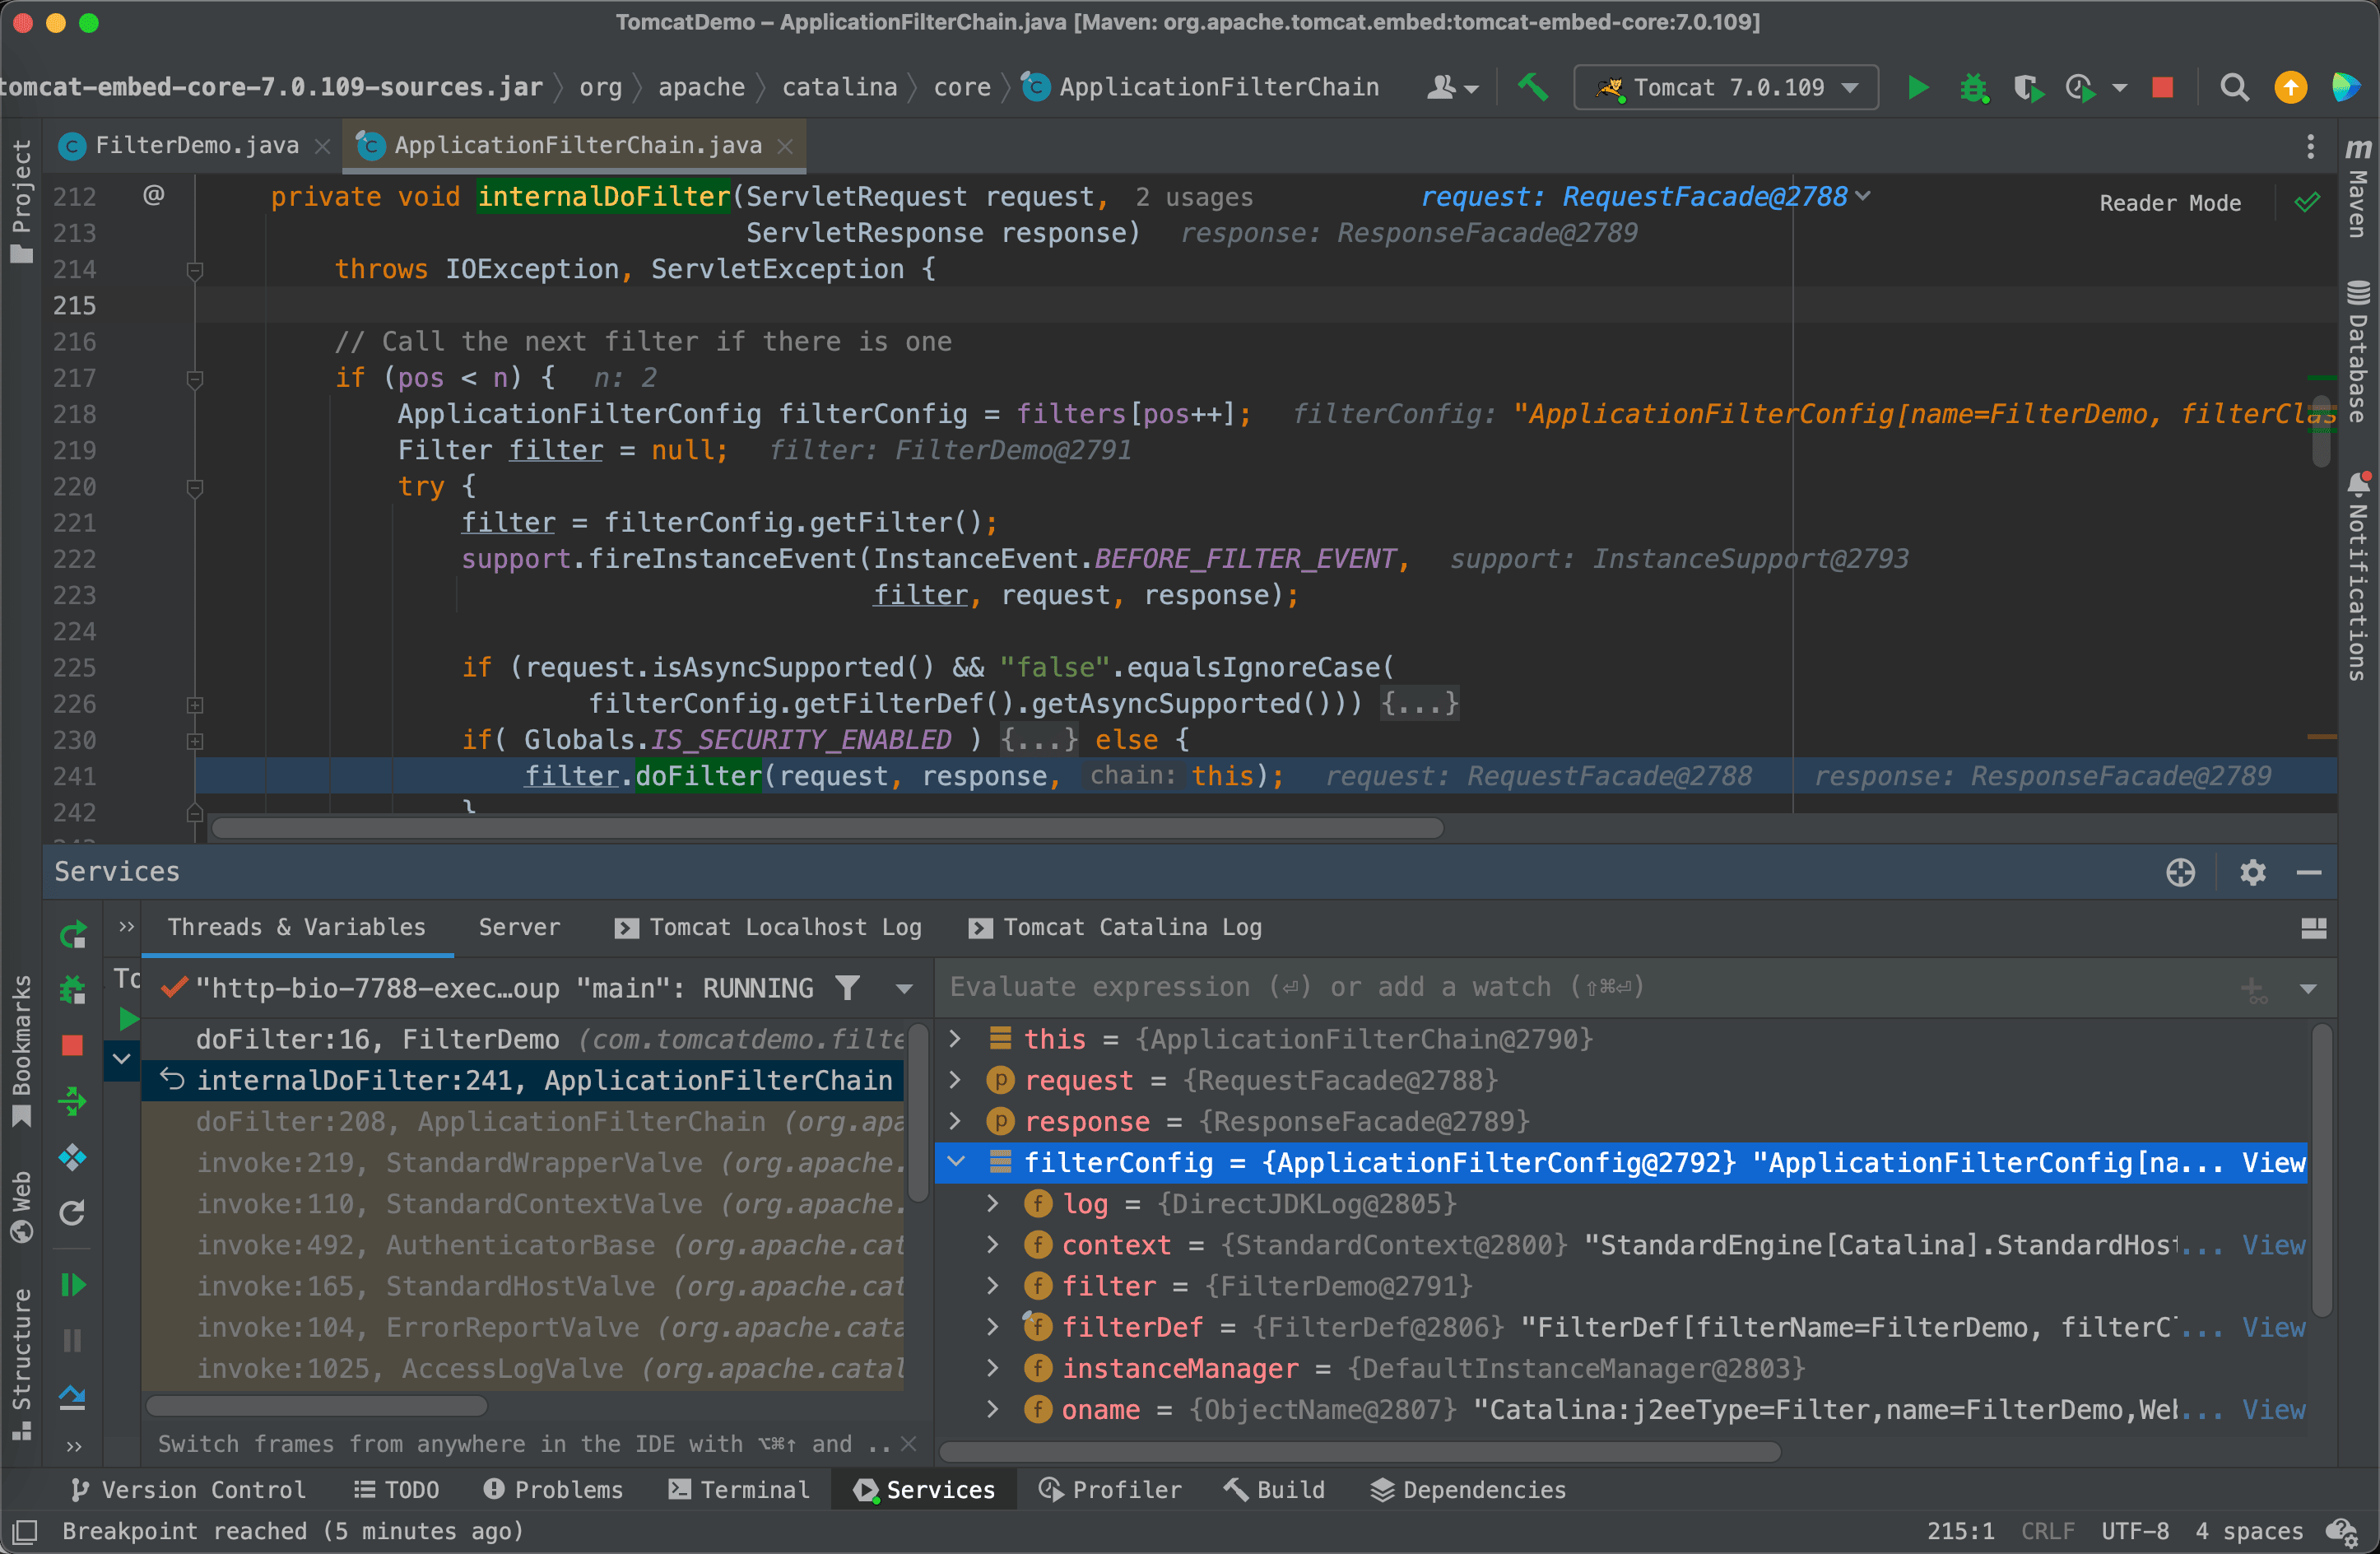 TomcatDemo – ApplicationFilterChain.java [Maven: org.apache.tomcat.embed:tomcat-embed-core:7.0.109]
tomcat-embed-core-7.0.109-sources.jar org apache catalina core ApplicationFilterChain Tomcat 7.0.109
FilterDemo.java ApplicationFilterChain.java
Project
Bookmarks
Web
Structure
Maven
Database
Notifications
Reader Mode
212 @ private void internalDoFilter(ServletRequest request, 2 usages request: RequestFacade@2788
213 ServletResponse response) response: ResponseFacade@2789
214 throws IOException, ServletException {
215
216 // Call the next filter if there is one
217 if (pos < n) { n: 2
218 ApplicationFilterConfig filterConfig = filters[pos++]; filterConfig: "ApplicationFilterConfig[name=FilterDemo, filterClas
219 Filter filter = null; filter: FilterDemo@2791
220 try {
221 filter = filterConfig.getFilter();
222 support.fireInstanceEvent(InstanceEvent.BEFORE_FILTER_EVENT, support: InstanceSupport@2793
223 filter, request, response);
224
225 if (request.isAsyncSupported() && "false".equalsIgnoreCase(
226 filterConfig.getFilterDef().getAsyncSupported())) {...}
230 if( Globals.IS_SECURITY_ENABLED ) {...} else {
241 filter.doFilter(request, response, chain: this); request: RequestFacade@2788 response: ResponseFacade@2789
242 }
Services
Threads & Variables Server Tomcat Localhost Log Tomcat Catalina Log
To
"http-bio-7788-exec…oup "main": RUNNING
doFilter:16, FilterDemo (com.tomcatdemo.filte
internalDoFilter:241, ApplicationFilterChain
doFilter:208, ApplicationFilterChain (org.apa
invoke:219, StandardWrapperValve (org.apache.
invoke:110, StandardContextValve (org.apache.
invoke:492, AuthenticatorBase (org.apache.cat
invoke:165, StandardHostValve (org.apache.cat
invoke:104, ErrorReportValve (org.apache.cata
invoke:1025, AccessLogValve (org.apache.catal
Switch frames from anywhere in the IDE with ⌥⌘↑ and ..
Evaluate expression (⏎) or add a watch (⇧⌘⏎)
this = {ApplicationFilterChain@2790}
p request = {RequestFacade@2788}
p response = {ResponseFacade@2789}
filterConfig = {ApplicationFilterConfig@2792} "ApplicationFilterConfig[na... View
f log = {DirectJDKLog@2805}
f context = {StandardContext@2800} "StandardEngine[Catalina].StandardHost... View
f filter = {FilterDemo@2791}
f filterDef = {FilterDef@2806} "FilterDef[filterName=FilterDemo, filterC... View
f instanceManager = {DefaultInstanceManager@2803}
f oname = {ObjectName@2807} "Catalina:j2eeType=Filter,name=FilterDemo,Web... View
Version Control TODO Problems Terminal Services Profiler Build Dependencies
Breakpoint reached (5 minutes ago) 215:1 CRLF UTF-8 4 spaces